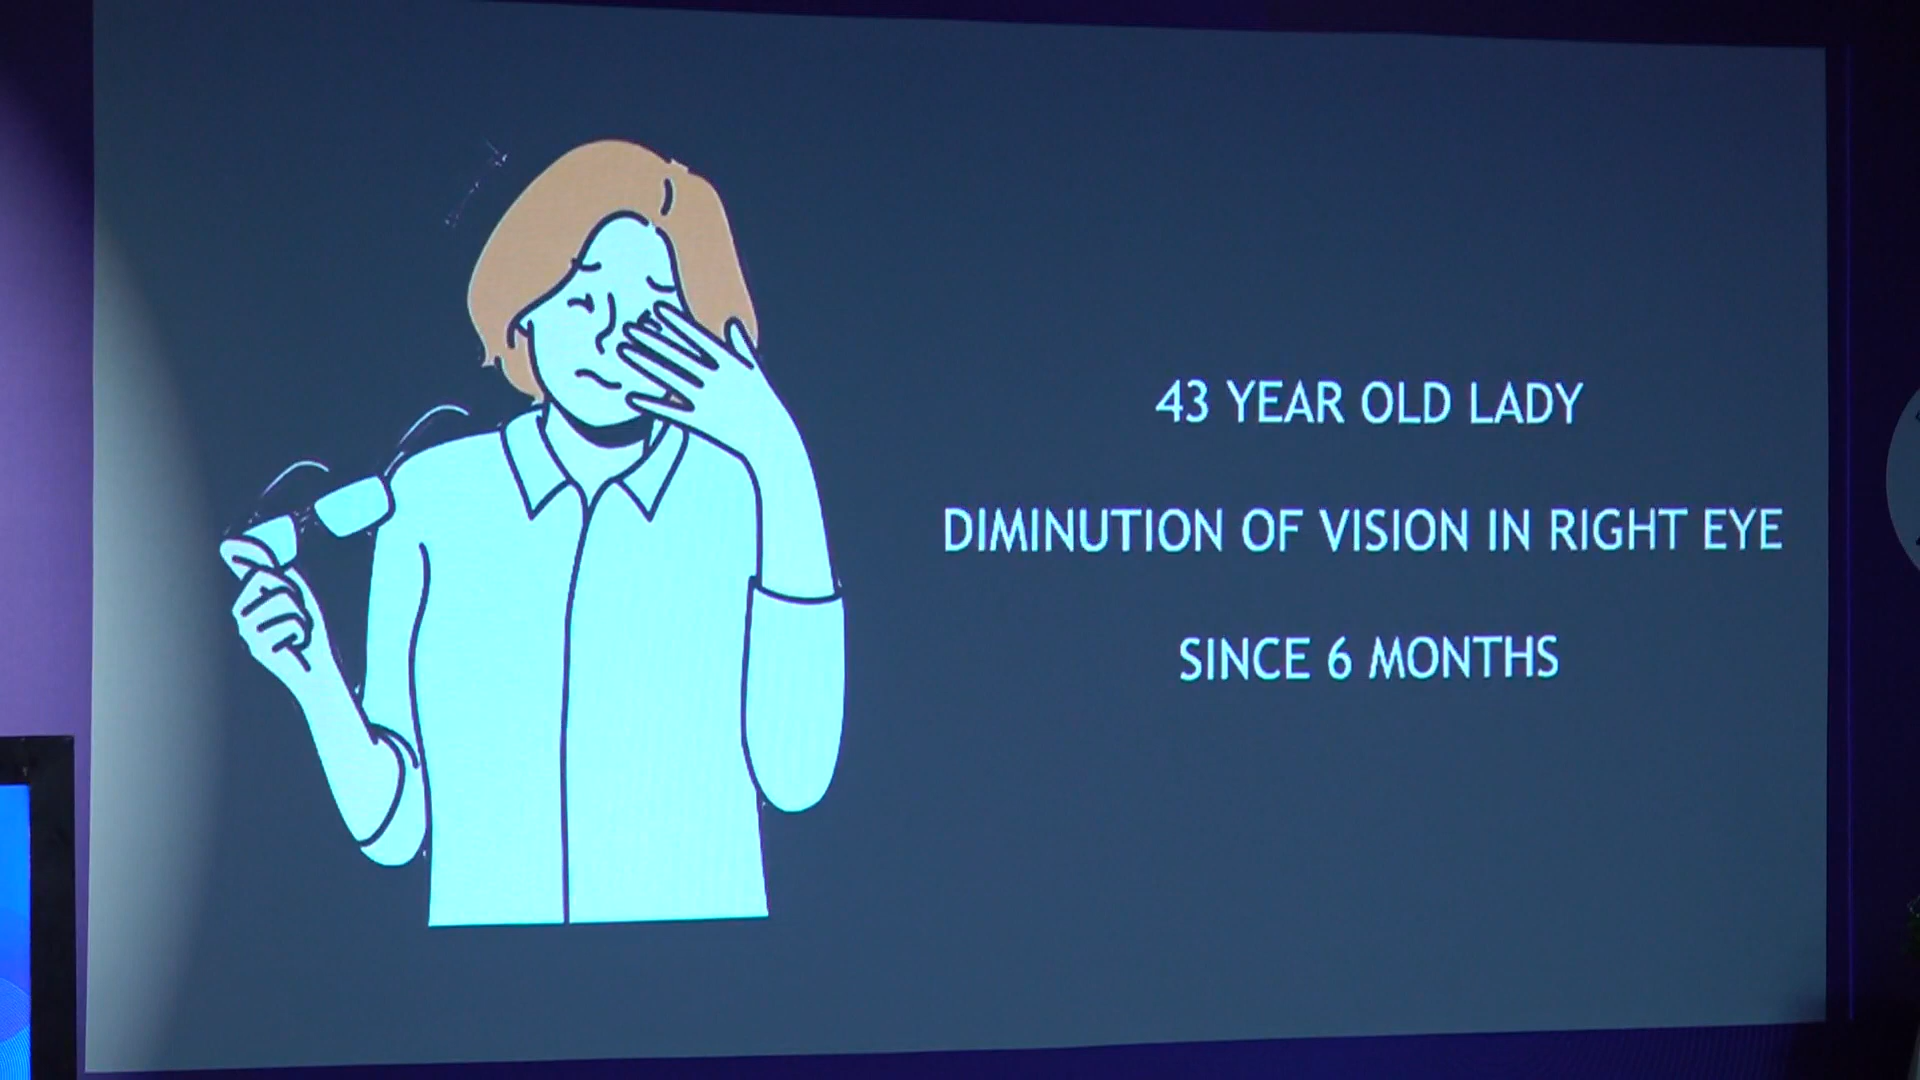 43 YEAR OLD LADY
DIMINUTION OF VISION IN RIGHT EYE
SINCE 6 MONTHS